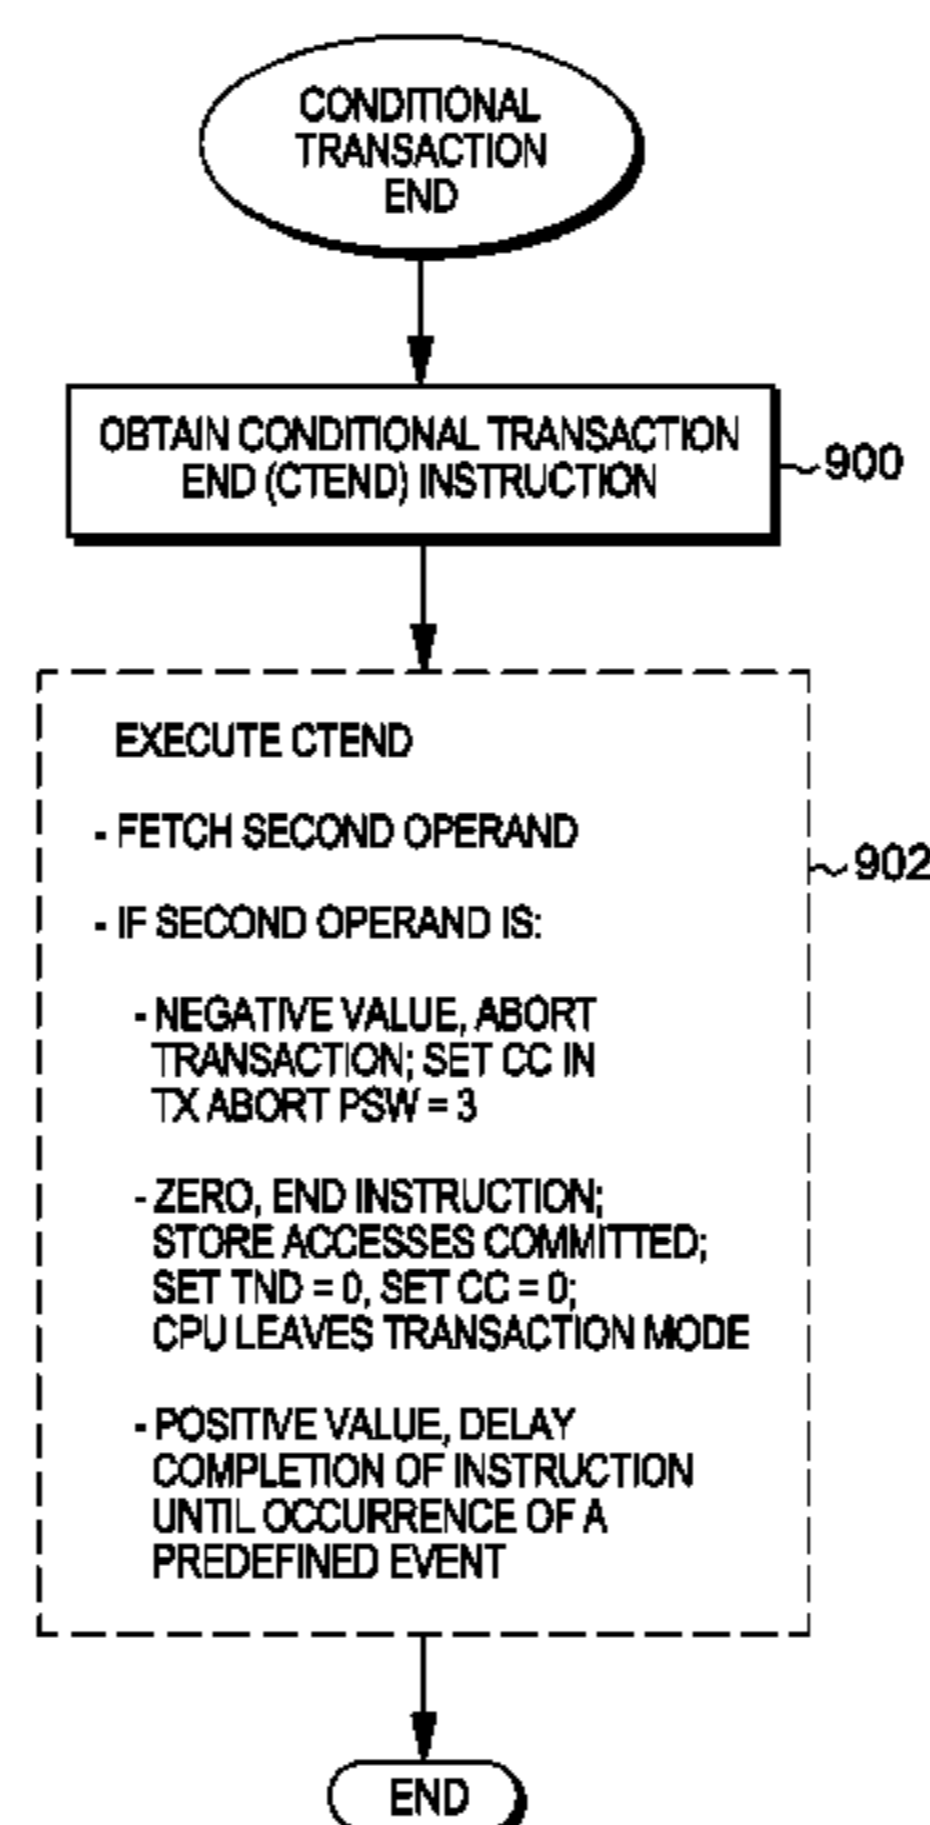 CONDITIONAL
TRANSACTION
END
OBTAIN CONDITIONAL TRANSACTION
END (CTEND) INSTRUCTION
900
EXECUTE CTEND
- FETCH SECOND OPERAND
902
- IF SECOND OPERAND IS:
- NEGATIVE VALUE, ABORT
TRANSACTION; SET CC IN
TX ABORT PSW = 3
- ZERO, END INSTRUCTION;
STORE ACCESSES COMMITTED;
SET TND = 0, SET CC = 0;
CPU LEAVES TRANSACTION MODE
- POSITIVE VALUE, DELAY
COMPLETION OF INSTRUCTION
UNTIL OCCURRENCE OF A
PREDEFINED EVENT
END